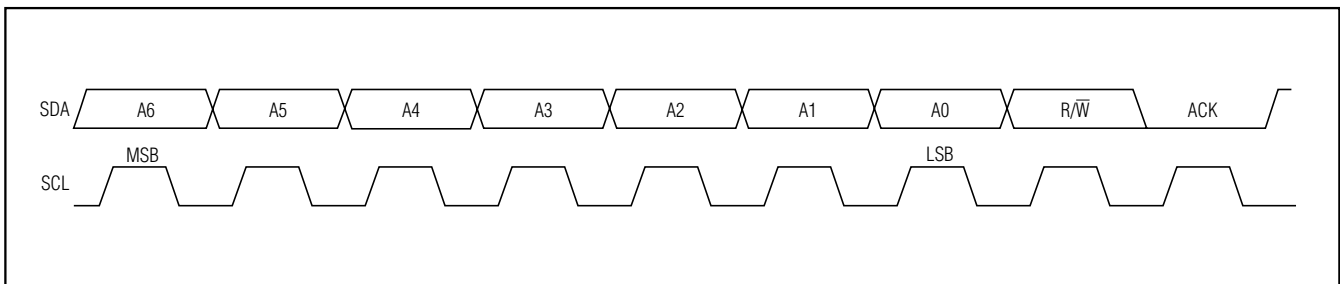 SDA A6 A5 A4 A3 A2 A1 A0 R/W̅ ACK
MSB LSB
SCL